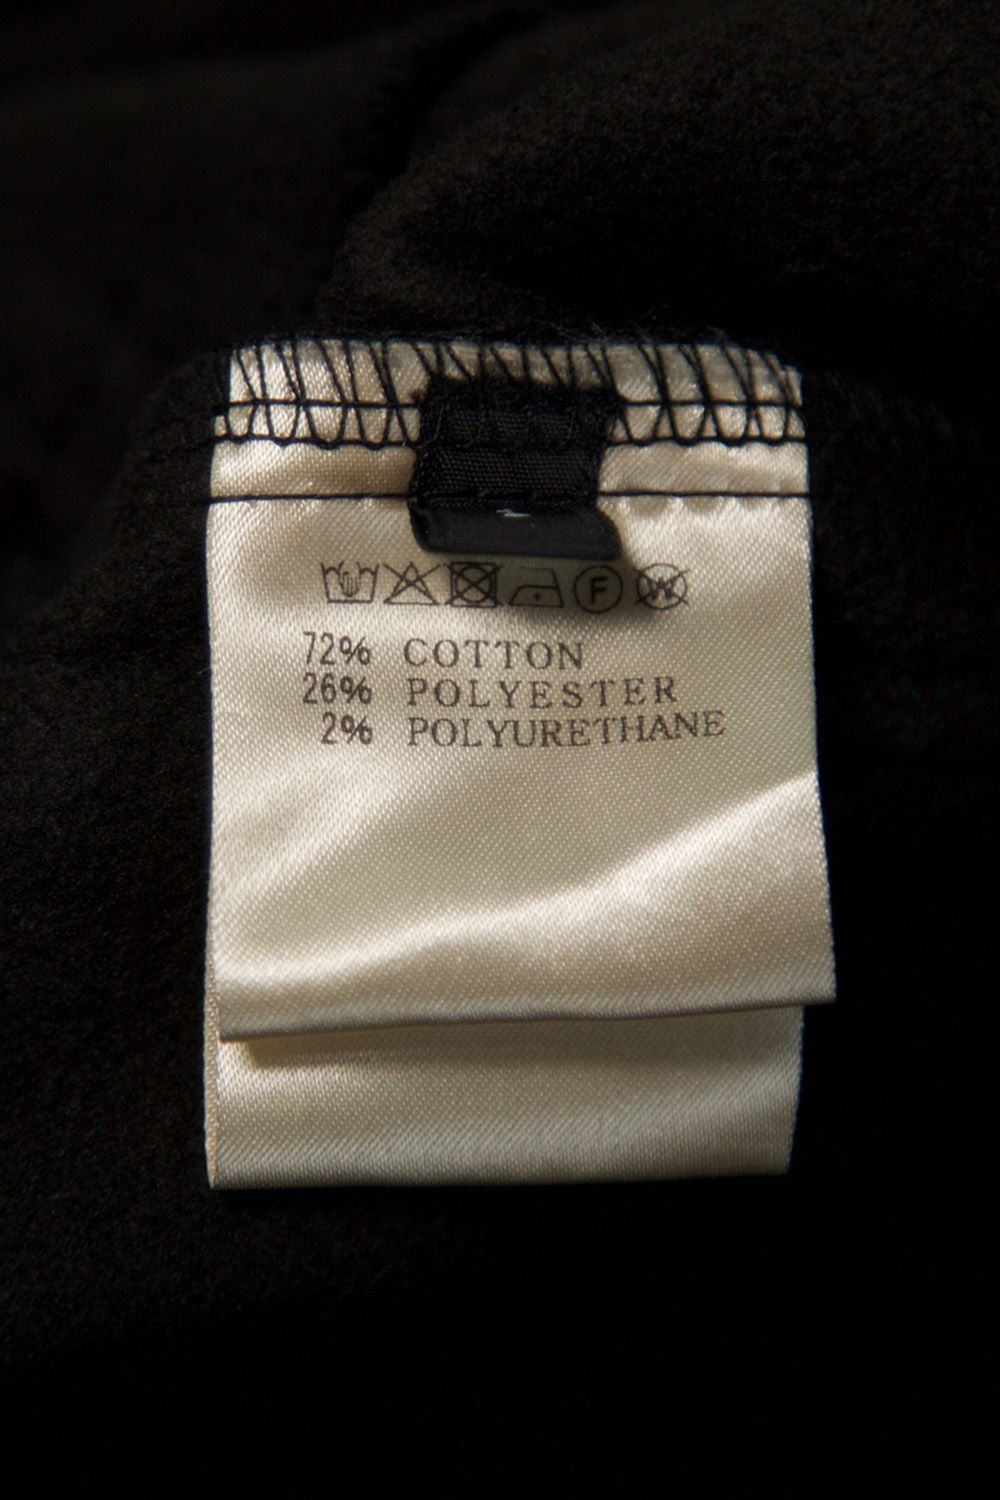 F W
72% COTTON
26% POLYESTER
2% POLYURETHANE